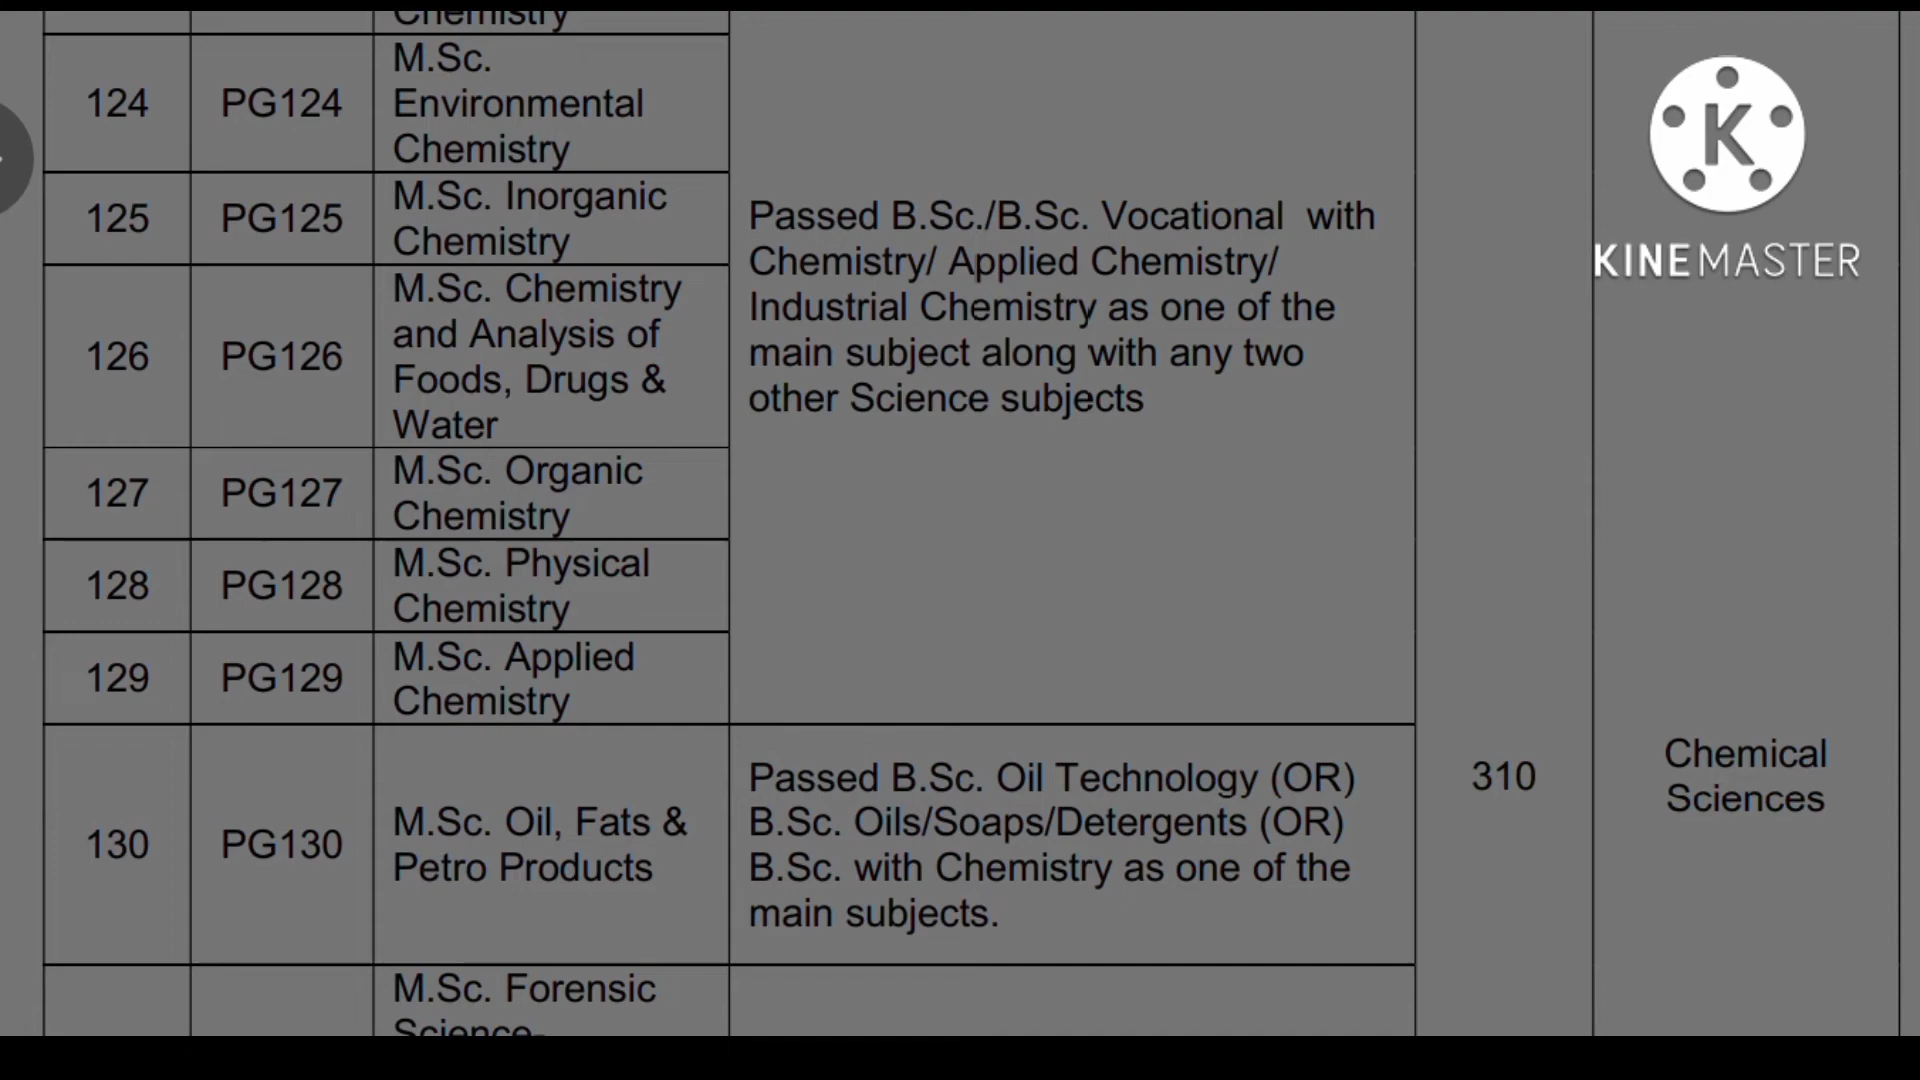 Chemistry
124
PG124
M.Sc.
Environmental
Chemistry
125
PG125
M.Sc. Inorganic
Chemistry
126
PG126
M.Sc. Chemistry
and Analysis of
Foods, Drugs &
Water
127
PG127
M.Sc. Organic
Chemistry
128
PG128
M.Sc. Physical
Chemistry
129
PG129
M.Sc. Applied
Chemistry
Passed B.Sc./B.Sc. Vocational with
Chemistry/ Applied Chemistry/
Industrial Chemistry as one of the
main subject along with any two
other Science subjects
130
PG130
M.Sc. Oil, Fats &
Petro Products
Passed B.Sc. Oil Technology (OR)
B.Sc. Oils/Soaps/Detergents (OR)
B.Sc. with Chemistry as one of the
main subjects.
310
Chemical
Sciences
M.Sc. Forensic
Science-
K
KINEMASTER